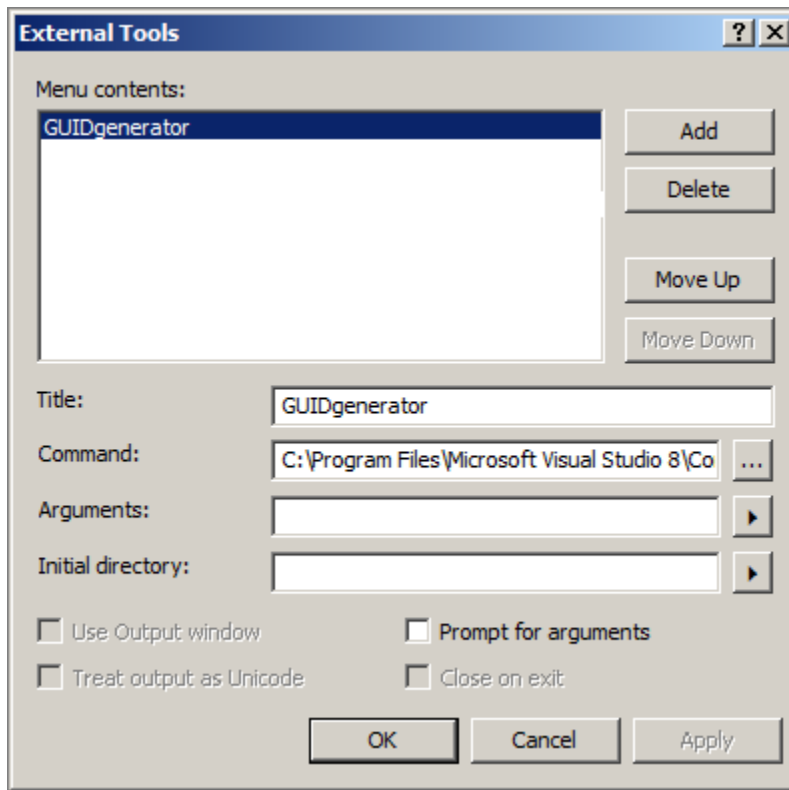 External Tools
Menu contents:
GUIDgenerator
Add
Delete
Move Up
Move Down
Title:
GUIDgenerator
Command:
C:\Program Files\Microsoft Visual Studio 8\Co
...
Arguments:
Initial directory:
Use Output window
Prompt for arguments
Treat output as Unicode
Close on exit
OK
Cancel
Apply